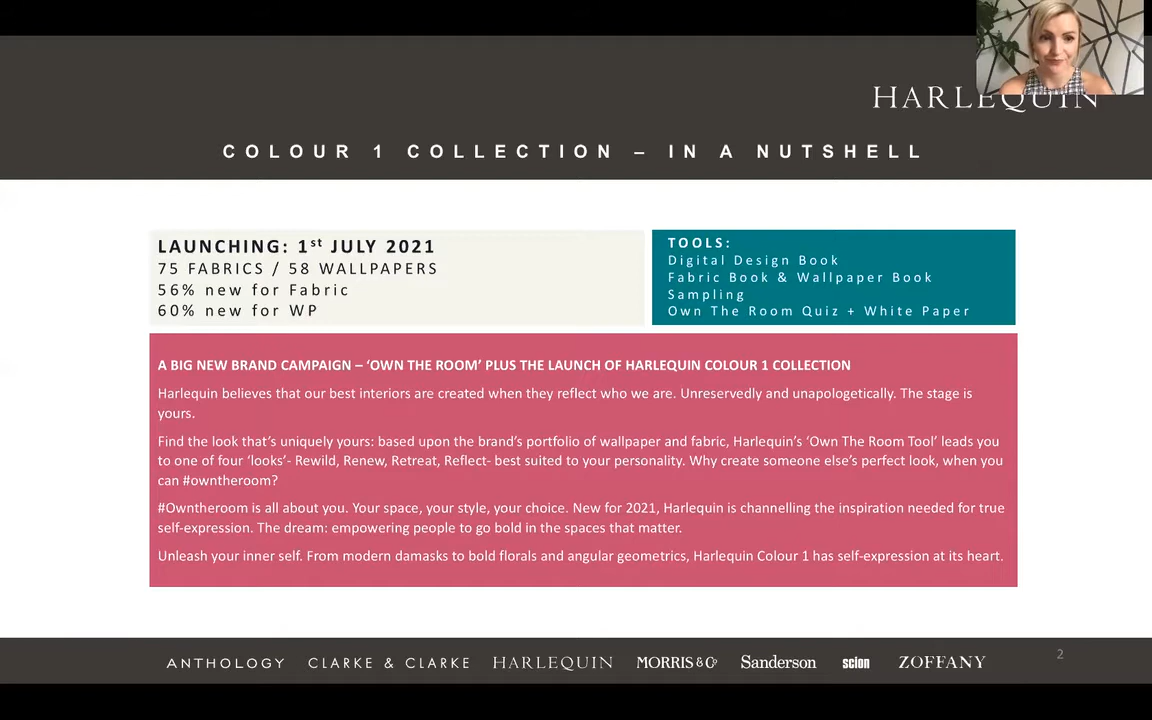 HARLEQUIN
COLOUR 1 COLLECTION – IN A NUTSHELL
LAUNCHING: 1st JULY 2021
75 FABRICS / 58 WALLPAPERS
56% new for Fabric
60% new for WP
TOOLS:
Digital Design Book
Fabric Book & Wallpaper Book
Sampling
Own The Room Quiz + White Paper
A BIG NEW BRAND CAMPAIGN – ‘OWN THE ROOM’ PLUS THE LAUNCH OF HARLEQUIN COLOUR 1 COLLECTION
Harlequin believes that our best interiors are created when they reflect who we are. Unreservedly and unapologetically. The stage is
yours.
Find the look that’s uniquely yours: based upon the brand’s portfolio of wallpaper and fabric, Harlequin’s ‘Own The Room Tool’ leads you
to one of four ‘looks’- Rewild, Renew, Retreat, Reflect- best suited to your personality. Why create someone else’s perfect look, when you
can #owntheroom?
#Owntheroom is all about you. Your space, your style, your choice. New for 2021, Harlequin is channelling the inspiration needed for true
self-expression. The dream: empowering people to go bold in the spaces that matter.
Unleash your inner self. From modern damasks to bold florals and angular geometrics, Harlequin Colour 1 has self-expression at its heart.
ANTHOLOGY CLARKE & CLARKE HARLEQUIN MORRIS & Co Sanderson scion ZOFFANY
2